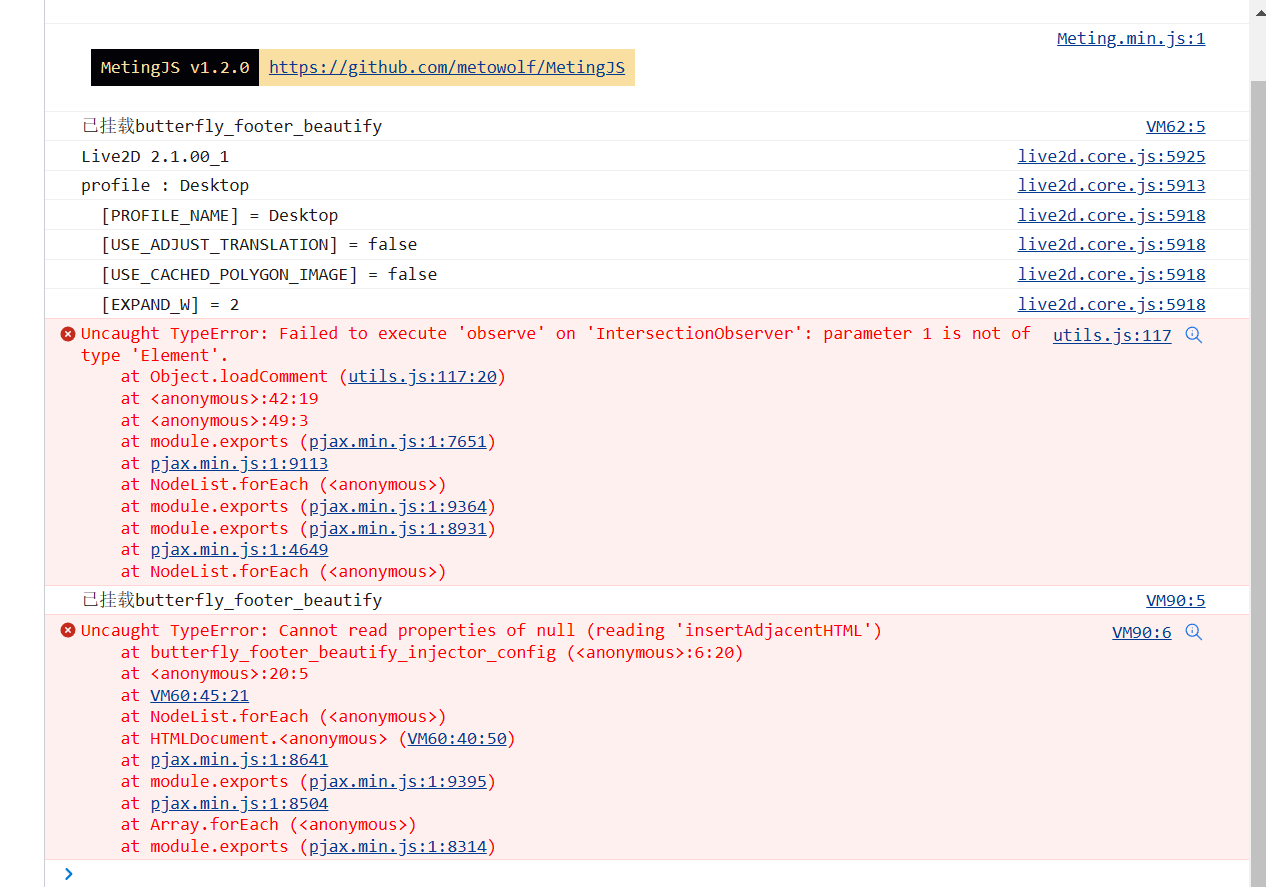 Meting.min.js:1
MetingJS v1.2.0 https://github.com/metowolf/MetingJS
已挂载butterfly_footer_beautify VM62:5
Live2D 2.1.00_1 live2d.core.js:5925
profile : Desktop live2d.core.js:5913
[PROFILE_NAME] = Desktop live2d.core.js:5918
[USE_ADJUST_TRANSLATION] = false live2d.core.js:5918
[USE_CACHED_POLYGON_IMAGE] = false live2d.core.js:5918
[EXPAND_W] = 2 live2d.core.js:5918
Uncaught TypeError: Failed to execute 'observe' on 'IntersectionObserver': parameter 1 is not of utils.js:117
type 'Element'.
at Object.loadComment (utils.js:117:20)
at <anonymous>:42:19
at <anonymous>:49:3
at module.exports (pjax.min.js:1:7651)
at pjax.min.js:1:9113
at NodeList.forEach (<anonymous>)
at module.exports (pjax.min.js:1:9364)
at module.exports (pjax.min.js:1:8931)
at pjax.min.js:1:4649
at NodeList.forEach (<anonymous>)
已挂载butterfly_footer_beautify VM90:5
Uncaught TypeError: Cannot read properties of null (reading 'insertAdjacentHTML') VM90:6
at butterfly_footer_beautify_injector_config (<anonymous>:6:20)
at <anonymous>:20:5
at VM60:45:21
at NodeList.forEach (<anonymous>)
at HTMLDocument.<anonymous> (VM60:40:50)
at pjax.min.js:1:8641
at module.exports (pjax.min.js:1:9395)
at pjax.min.js:1:8504
at Array.forEach (<anonymous>)
at module.exports (pjax.min.js:1:8314)